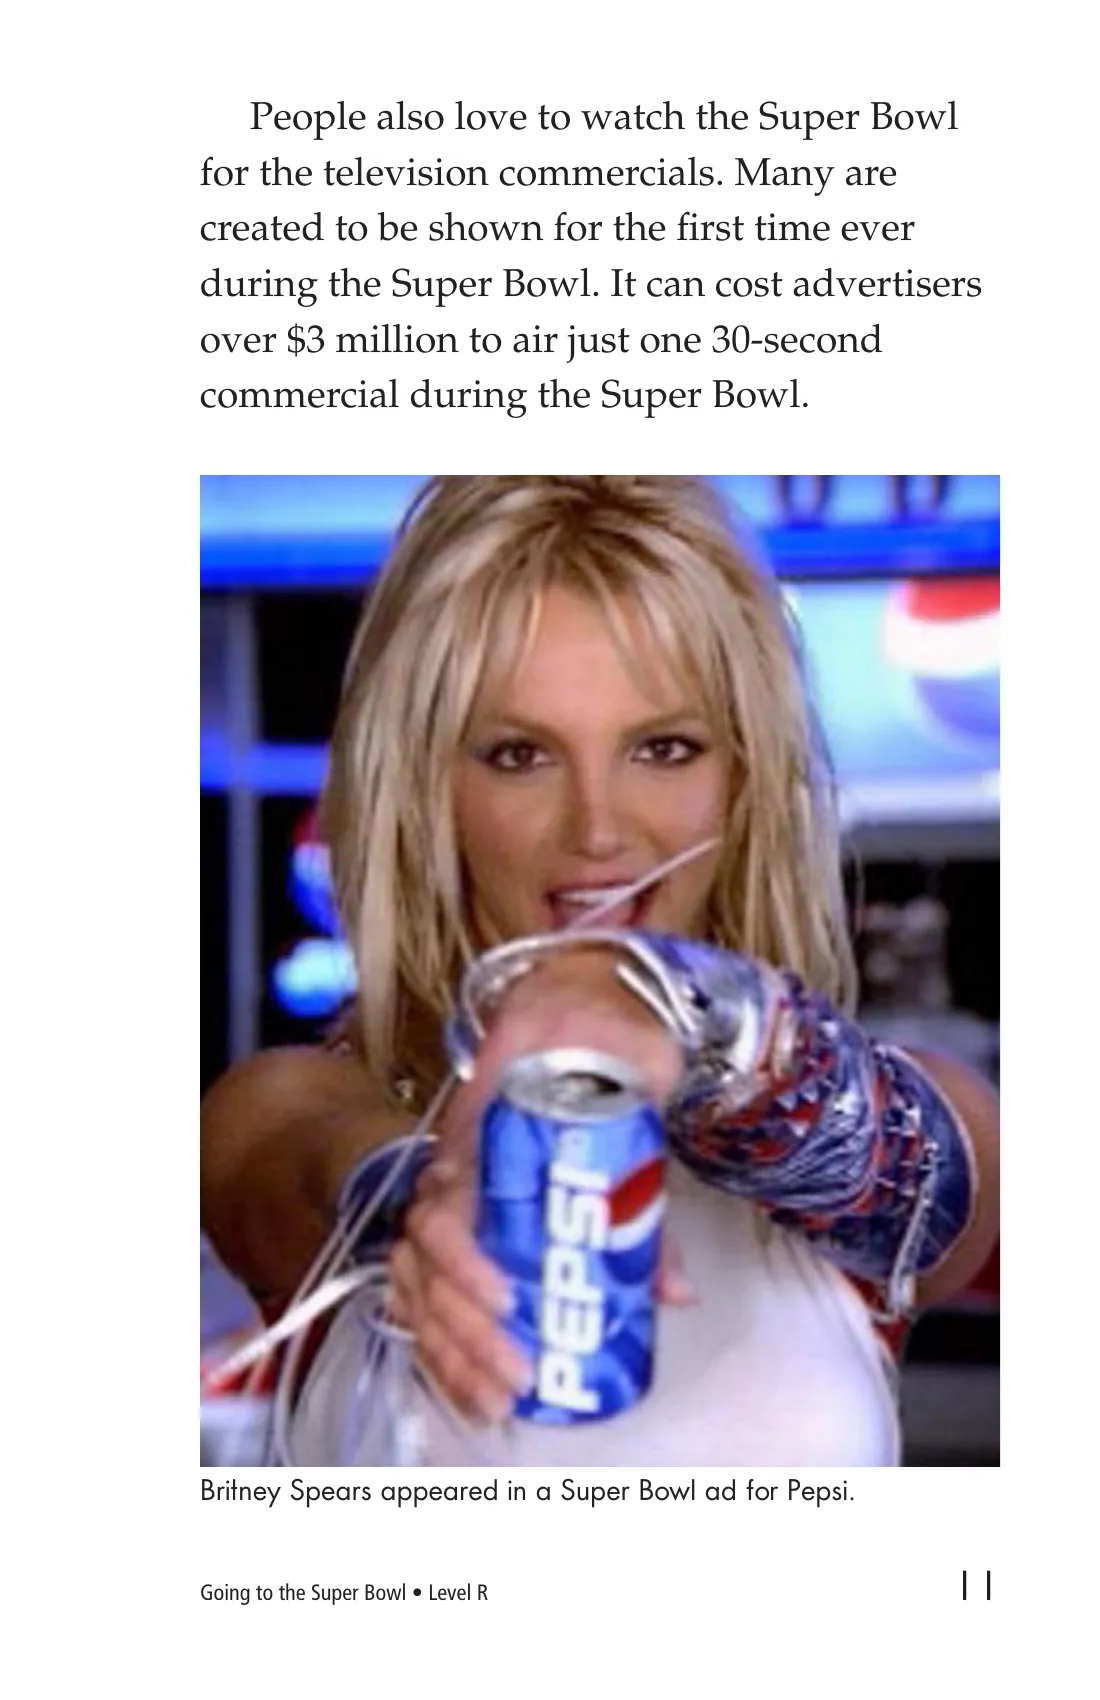 People also love to watch the Super Bowl
for the television commercials. Many are
created to be shown for the first time ever
during the Super Bowl. It can cost advertisers
over $3 million to air just one 30-second
commercial during the Super Bowl.
PEPSI
Britney Spears appeared in a Super Bowl ad for Pepsi.
Going to the Super Bowl • Level R
11